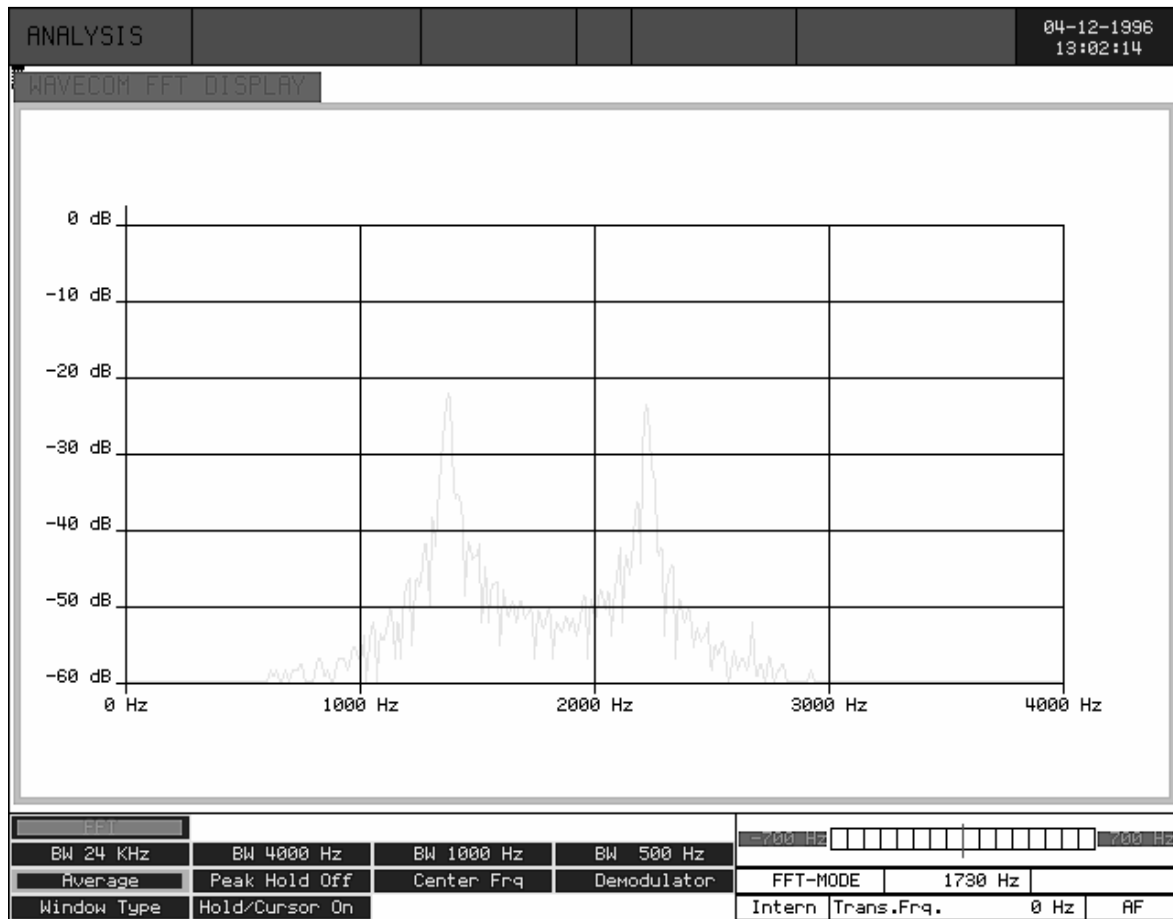 ANALYSIS
04-12-1996
13:02:14
WAVECOM FFT DISPLAY
0 dB
-10 dB
-20 dB
-30 dB
-40 dB
-50 dB
-60 dB
0 Hz 1000 Hz 2000 Hz 3000 Hz 4000 Hz
FFT
-700 Hz 700 Hz
BW 24 KHz BW 4000 Hz BW 1000 Hz BW 500 Hz
Average Peak Hold Off Center Frq Demodulator FFT-MODE 1730 Hz
Window Type Hold/Cursor On Intern Trans.Frq. 0 Hz AF